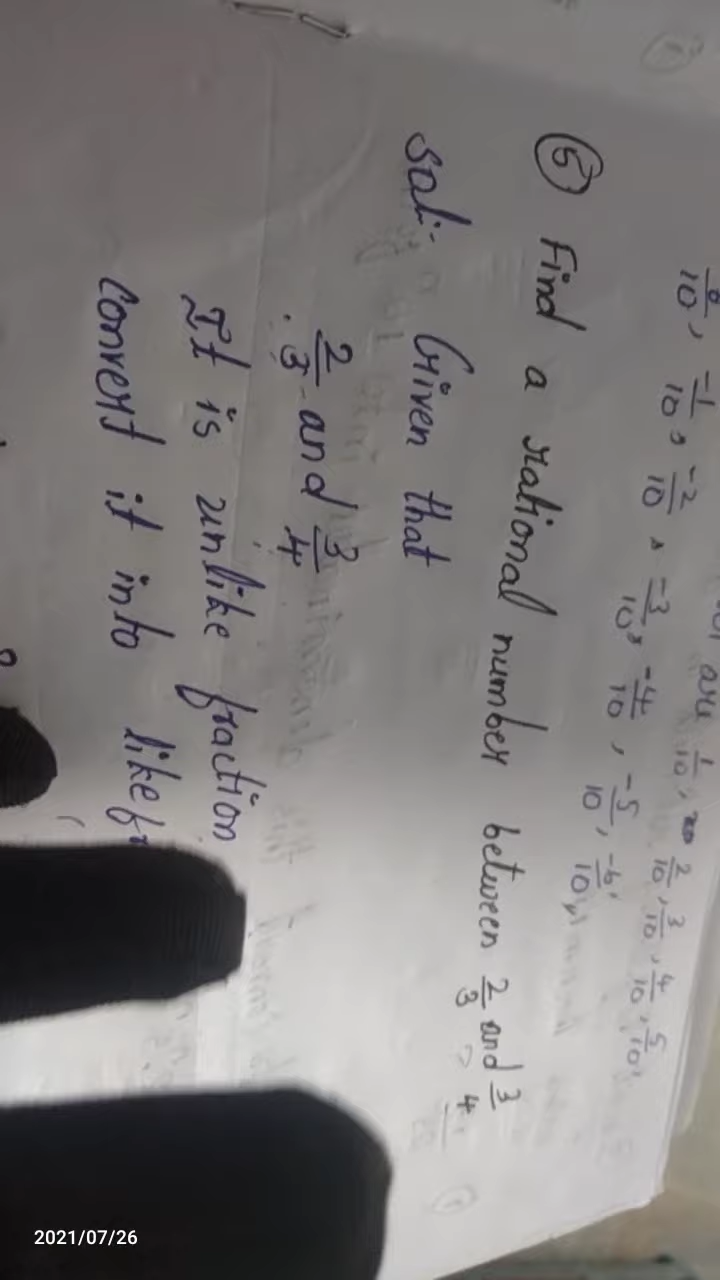 are 1/10, 2/10, 3/10, 4/10, 5/10,
0/10, -1/10, -2/10, -3/10, -4/10, -5/10, -6/10,
⑤ Find a rational number between 2/3 and 3/4
Sol:- Given that
2/3 and 3/4
It is unlike fraction
convert it into like
2021/07/26